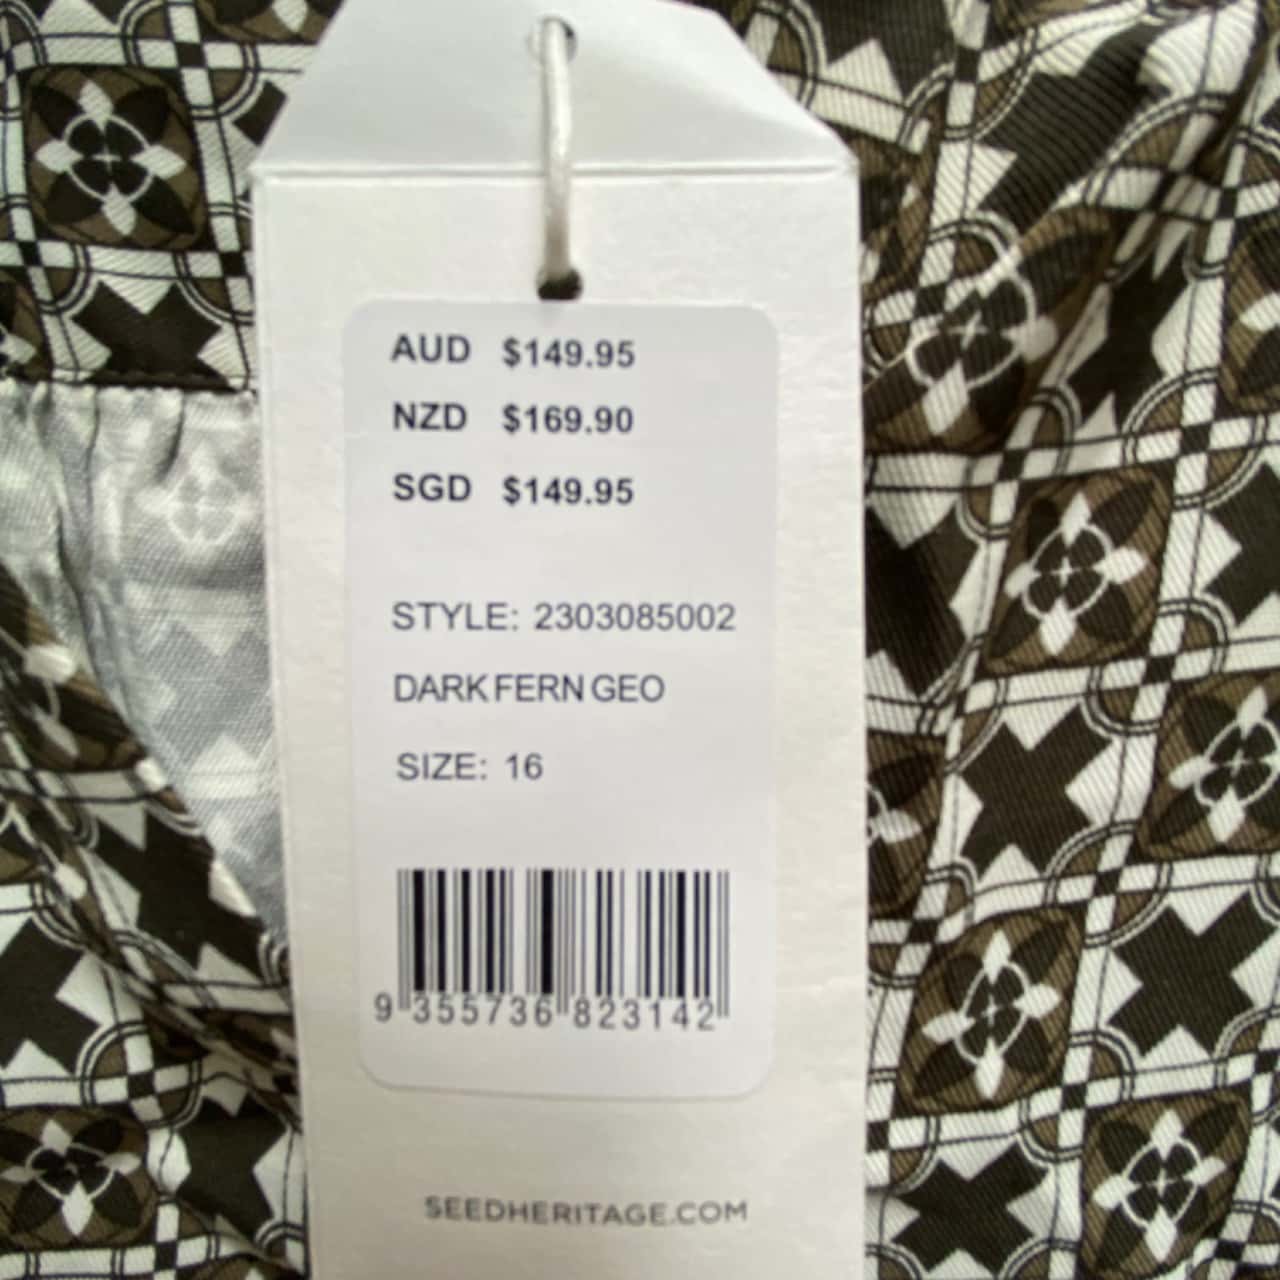 AUD $149.95
NZD $169.90
SGD $149.95
STYLE: 2303085002
DARK FERN GEO
SIZE: 16
9 355736 823142
SEEDHERITAGE.COM